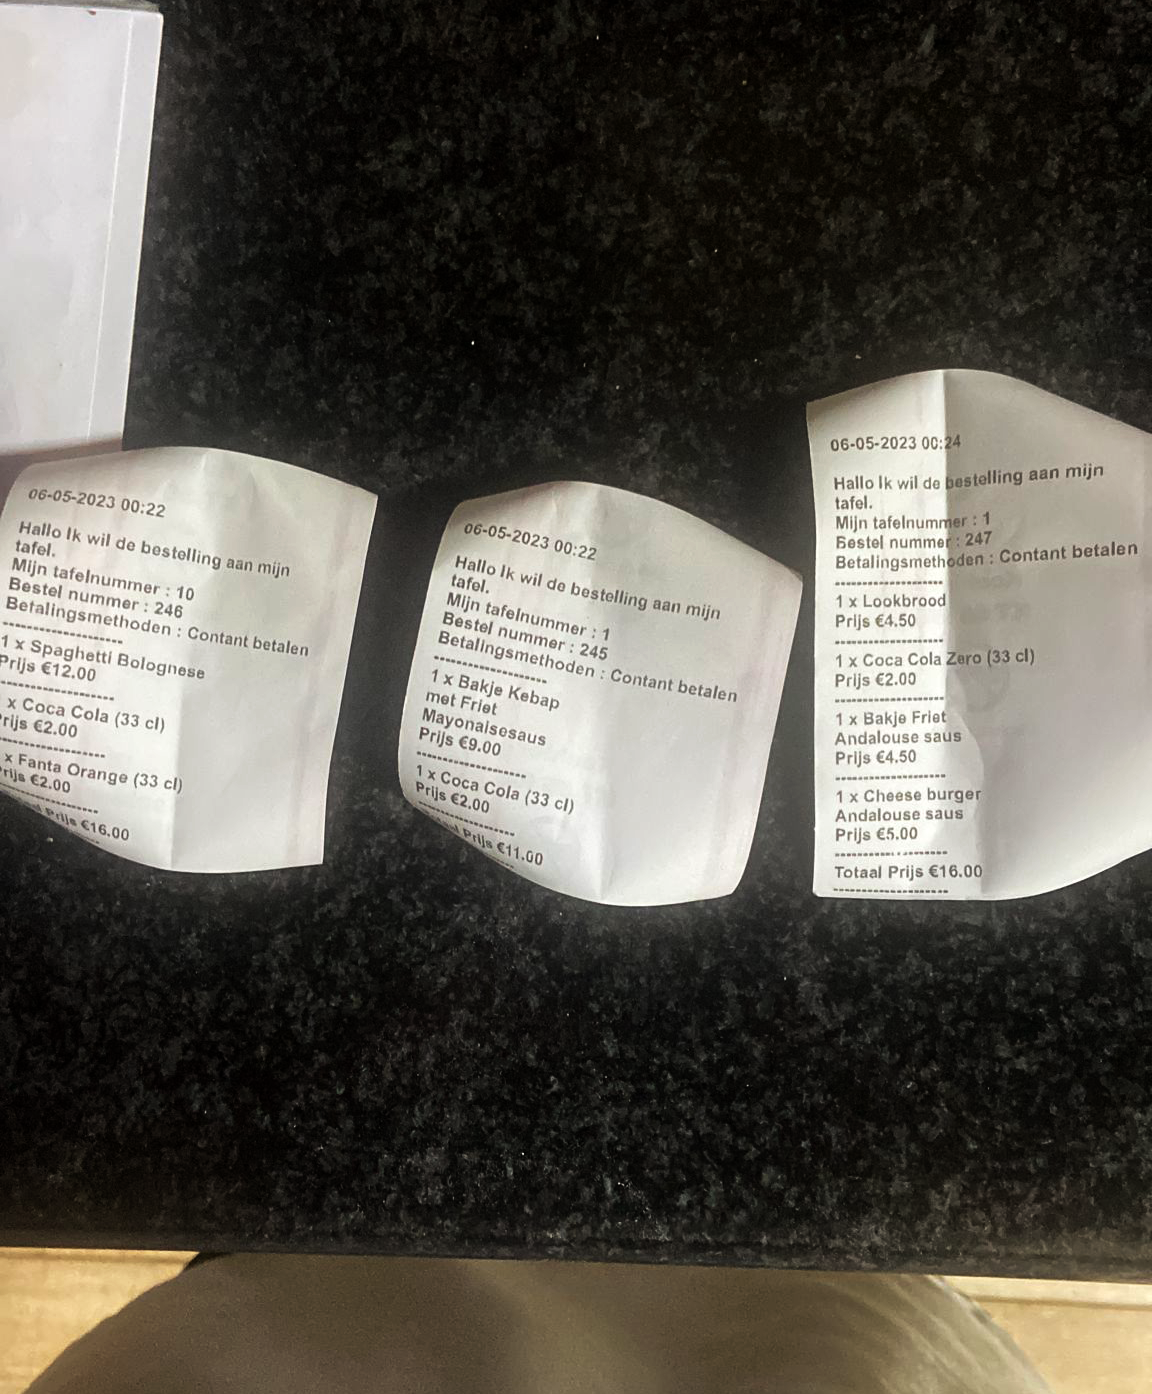 06-05-2023 00:22
Hallo Ik wil de bestelling aan mijn
tafel.
Mijn tafelnummer : 10
Bestel nummer : 246
Betalingsmethoden : Contant betalen
--------------------
1 x Spaghetti Bolognese
Prijs €12.00
--------------------
x Coca Cola (33 cl)
rijs €2.00
--------------------
x Fanta Orange (33 cl)
rijs €2.00
--------------------
Prijs €16.00
06-05-2023 00:22
Hallo Ik wil de bestelling aan mijn
tafel.
Mijn tafelnummer : 1
Bestel nummer : 245
Betalingsmethoden : Contant betalen
--------------------
1 x Bakje Kebap
met Friet
Mayonaisesaus
Prijs €9.00
--------------------
1 x Coca Cola (33 cl)
Prijs €2.00
--------------------
Prijs €11.00
06-05-2023 00:24
Hallo Ik wil de bestelling aan mijn
tafel.
Mijn tafelnummer : 1
Bestel nummer : 247
Betalingsmethoden : Contant betalen
--------------------
1 x Lookbrood
Prijs €4.50
--------------------
1 x Coca Cola Zero (33 cl)
Prijs €2.00
--------------------
1 x Bakje Friet
Andalouse saus
Prijs €4.50
--------------------
1 x Cheese burger
Andalouse saus
Prijs €5.00
--------------------
Totaal Prijs €16.00
--------------------